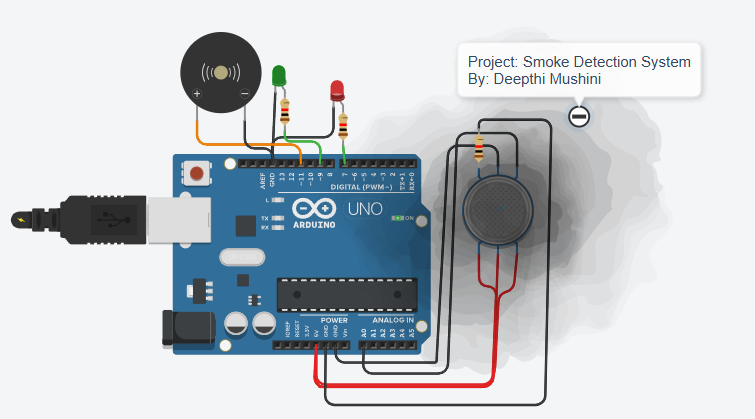 Project: Smoke Detection System
By: Deepthi Mushini
+
−
AREF
GND
13
12
~11
~10
~9
8
7
~6
~5
4
~3
2
TX→1
RX←0
DIGITAL (PWM~)
L
TX
RX
UNO
ON
ARDUINO
POWER
ANALOG IN
IOREF
RESET
3.3V
5V
GND
GND
Vin
A0
A1
A2
A3
A4
A5